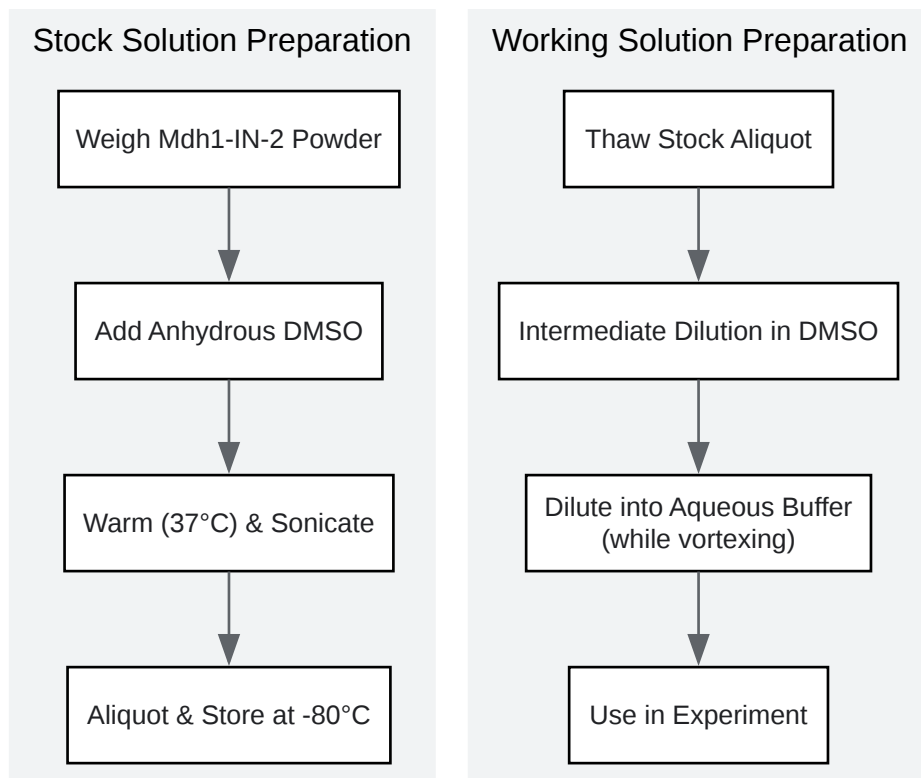 Stock Solution Preparation
Weigh Mdh1-IN-2 Powder
Add Anhydrous DMSO
Warm (37°C) & Sonicate
Aliquot & Store at -80°C
Working Solution Preparation
Thaw Stock Aliquot
Intermediate Dilution in DMSO
Dilute into Aqueous Buffer
(while vortexing)
Use in Experiment